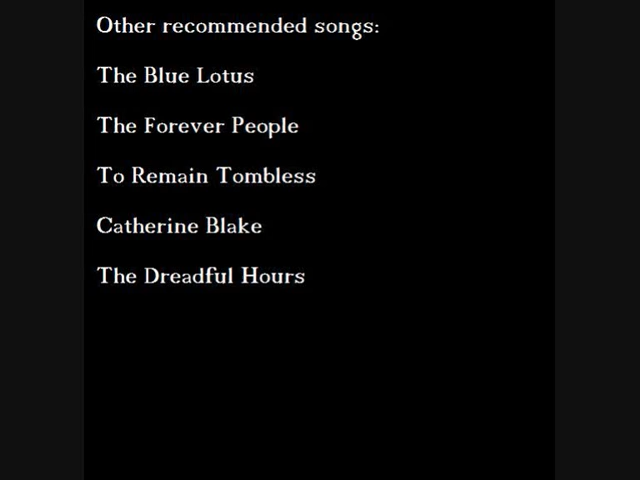 Other recommended songs:
The Blue Lotus
The Forever People
To Remain Tombless
Catherine Blake
The Dreadful Hours